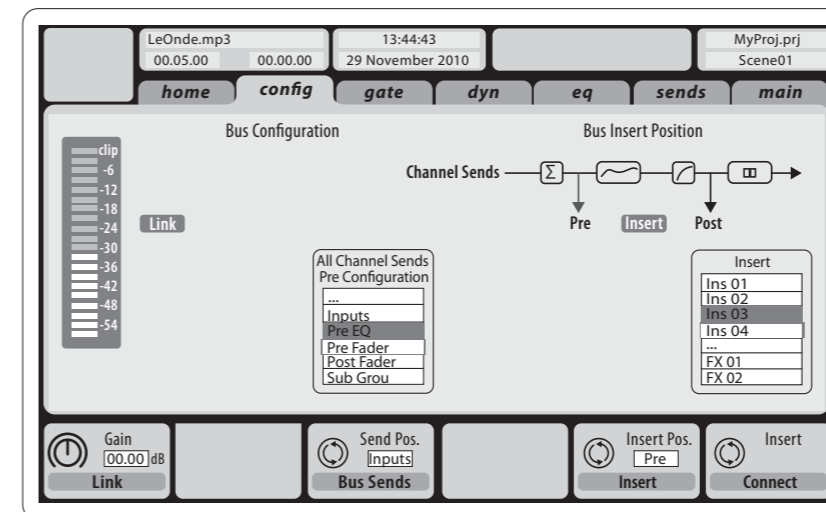 LeOnde.mp3
00.05.00 00.00.00
13:44:43
29 November 2010
MyProj.prj
Scene01
home config gate dyn eq sends main
Bus Configuration
Bus Insert Position
clip
-6
-12
-18
-24
-30
-36
-42
-48
-54
Link
Channel Sends
Σ
Pre Insert Post
All Channel Sends
Pre Configuration
...
Inputs
Pre EQ
Pre Fader
Post Fader
Sub Grou
Insert
Ins 01
Ins 02
Ins 03
Ins 04
...
FX 01
FX 02
Gain
00.00 dB
Link
Send Pos.
Inputs
Bus Sends
Insert Pos.
Pre
Insert
Insert
Connect